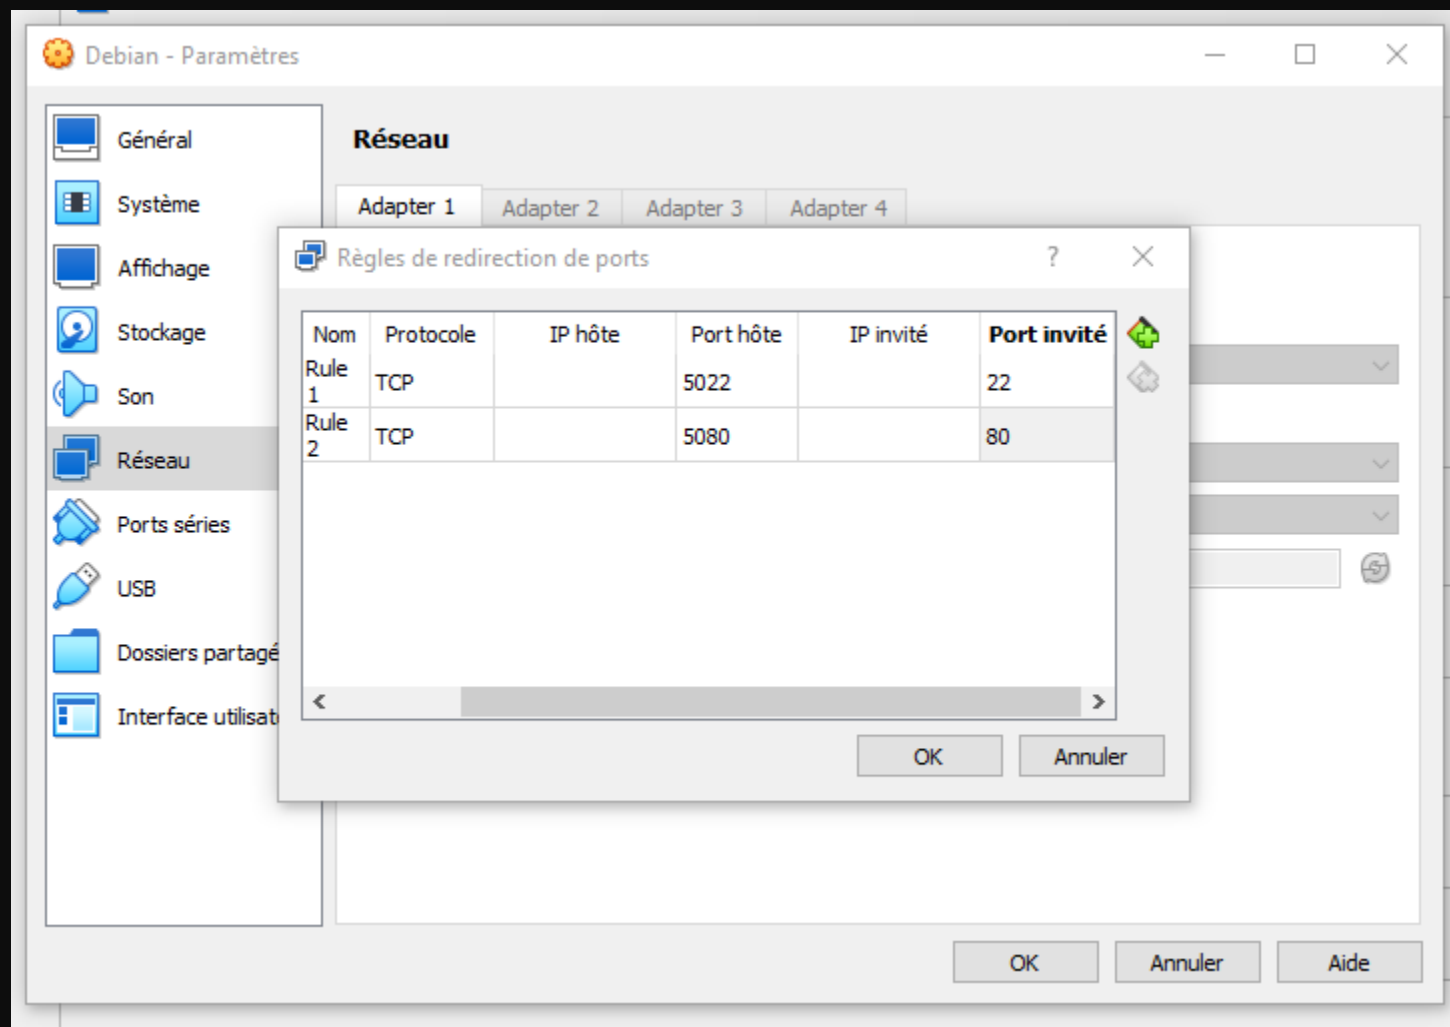 Debian - Paramètres
Général
Système
Affichage
Stockage
Son
Réseau
Ports séries
USB
Dossiers partagé
Interface utilisat
Réseau
Adapter 1 Adapter 2 Adapter 3 Adapter 4
Règles de redirection de ports ?
Nom Protocole IP hôte Port hôte IP invité Port invité
Rule 1 TCP 5022 22
Rule 2 TCP 5080 80
OK Annuler
OK Annuler Aide